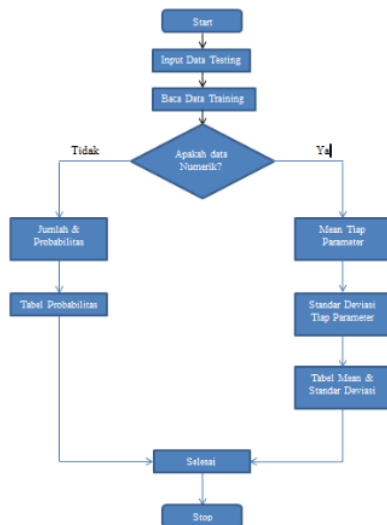 Start
Input Data Testing
Baca Data Training
Apakah data
Numerik?
Tidak
Ya
Jumlah &
Probabilitas
Mean Tiap
Parameter
Tabel Probabilitas
Standar Deviasi
Tiap Parameter
Tabel Mean &
Standar Deviasi
Selesai
Stop